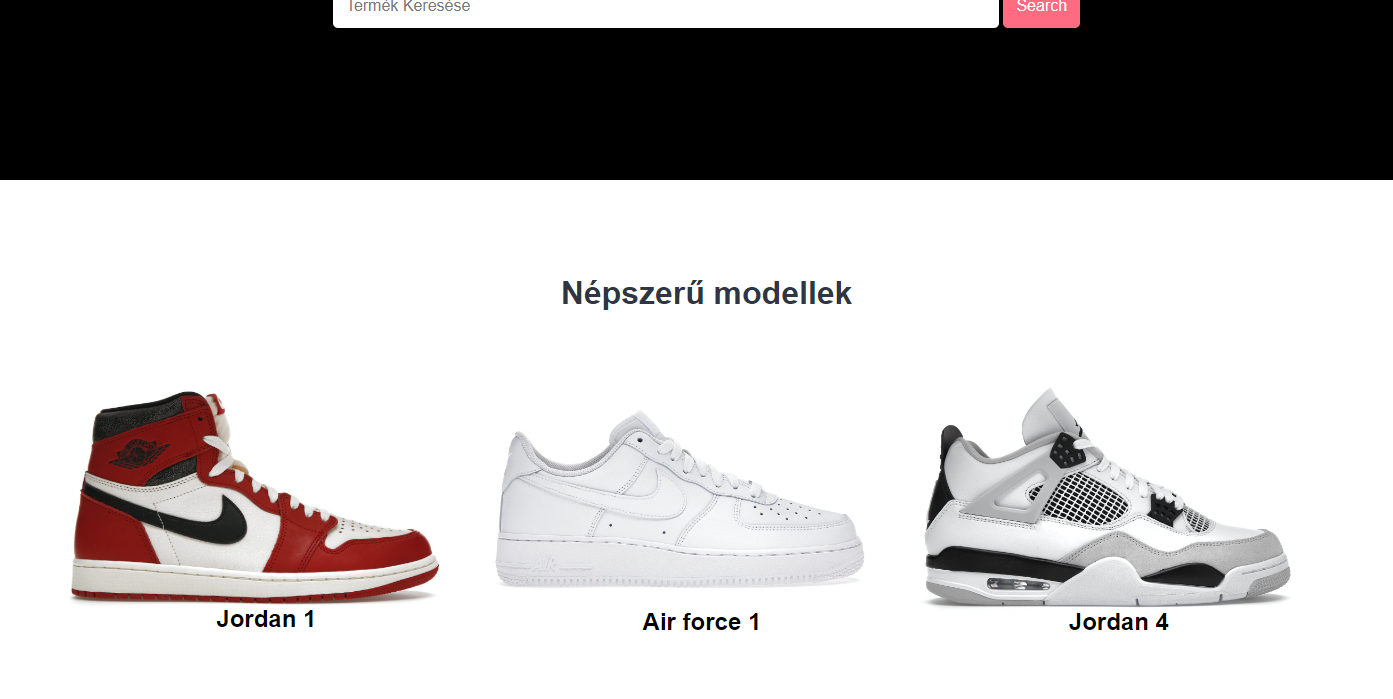 Termék Keresése
Search
Népszerű modellek
Jordan 1
Air force 1
Jordan 4